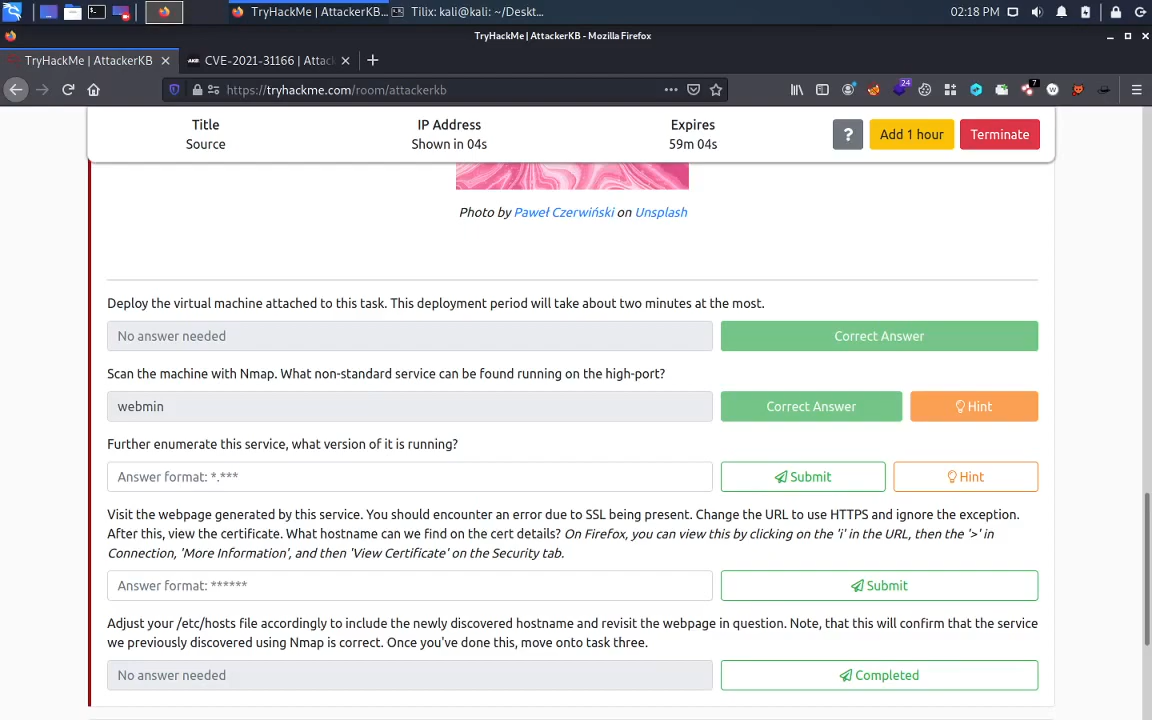 TryHackMe | AttackerKB...
Tilix: kali@kali: ~/Deskt...
02:18 PM
TryHackMe | AttackerKB - Mozilla Firefox
TryHackMe | AttackerKB
AKB CVE-2021-31166 | Attac
https://tryhackme.com/room/attackerkb
24
7
W
Title
IP Address
Expires
Source
Shown in 04s
59m 04s
?
Add 1 hour
Terminate
Photo by Paweł Czerwiński on Unsplash
Deploy the virtual machine attached to this task. This deployment period will take about two minutes at the most.
No answer needed
Correct Answer
Scan the machine with Nmap. What non-standard service can be found running on the high-port?
webmin
Correct Answer
Hint
Further enumerate this service, what version of it is running?
Answer format: *.***
Submit
Hint
Visit the webpage generated by this service. You should encounter an error due to SSL being present. Change the URL to use HTTPS and ignore the exception.
After this, view the certificate. What hostname can we find on the cert details? On Firefox, you can view this by clicking on the 'i' in the URL, then the '>' in
Connection, 'More Information', and then 'View Certificate' on the Security tab.
Answer format: ******
Submit
Adjust your /etc/hosts file accordingly to include the newly discovered hostname and revisit the webpage in question. Note, that this will confirm that the service
we previously discovered using Nmap is correct. Once you've done this, move onto task three.
No answer needed
Completed